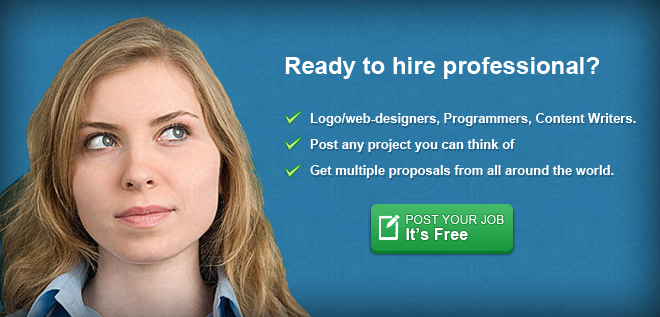 Ready to hire professional?
Logo/web-designers, Programmers, Content Writers.
Post any project you can think of
Get multiple proposals from all around the world.
POST YOUR JOB
It's Free